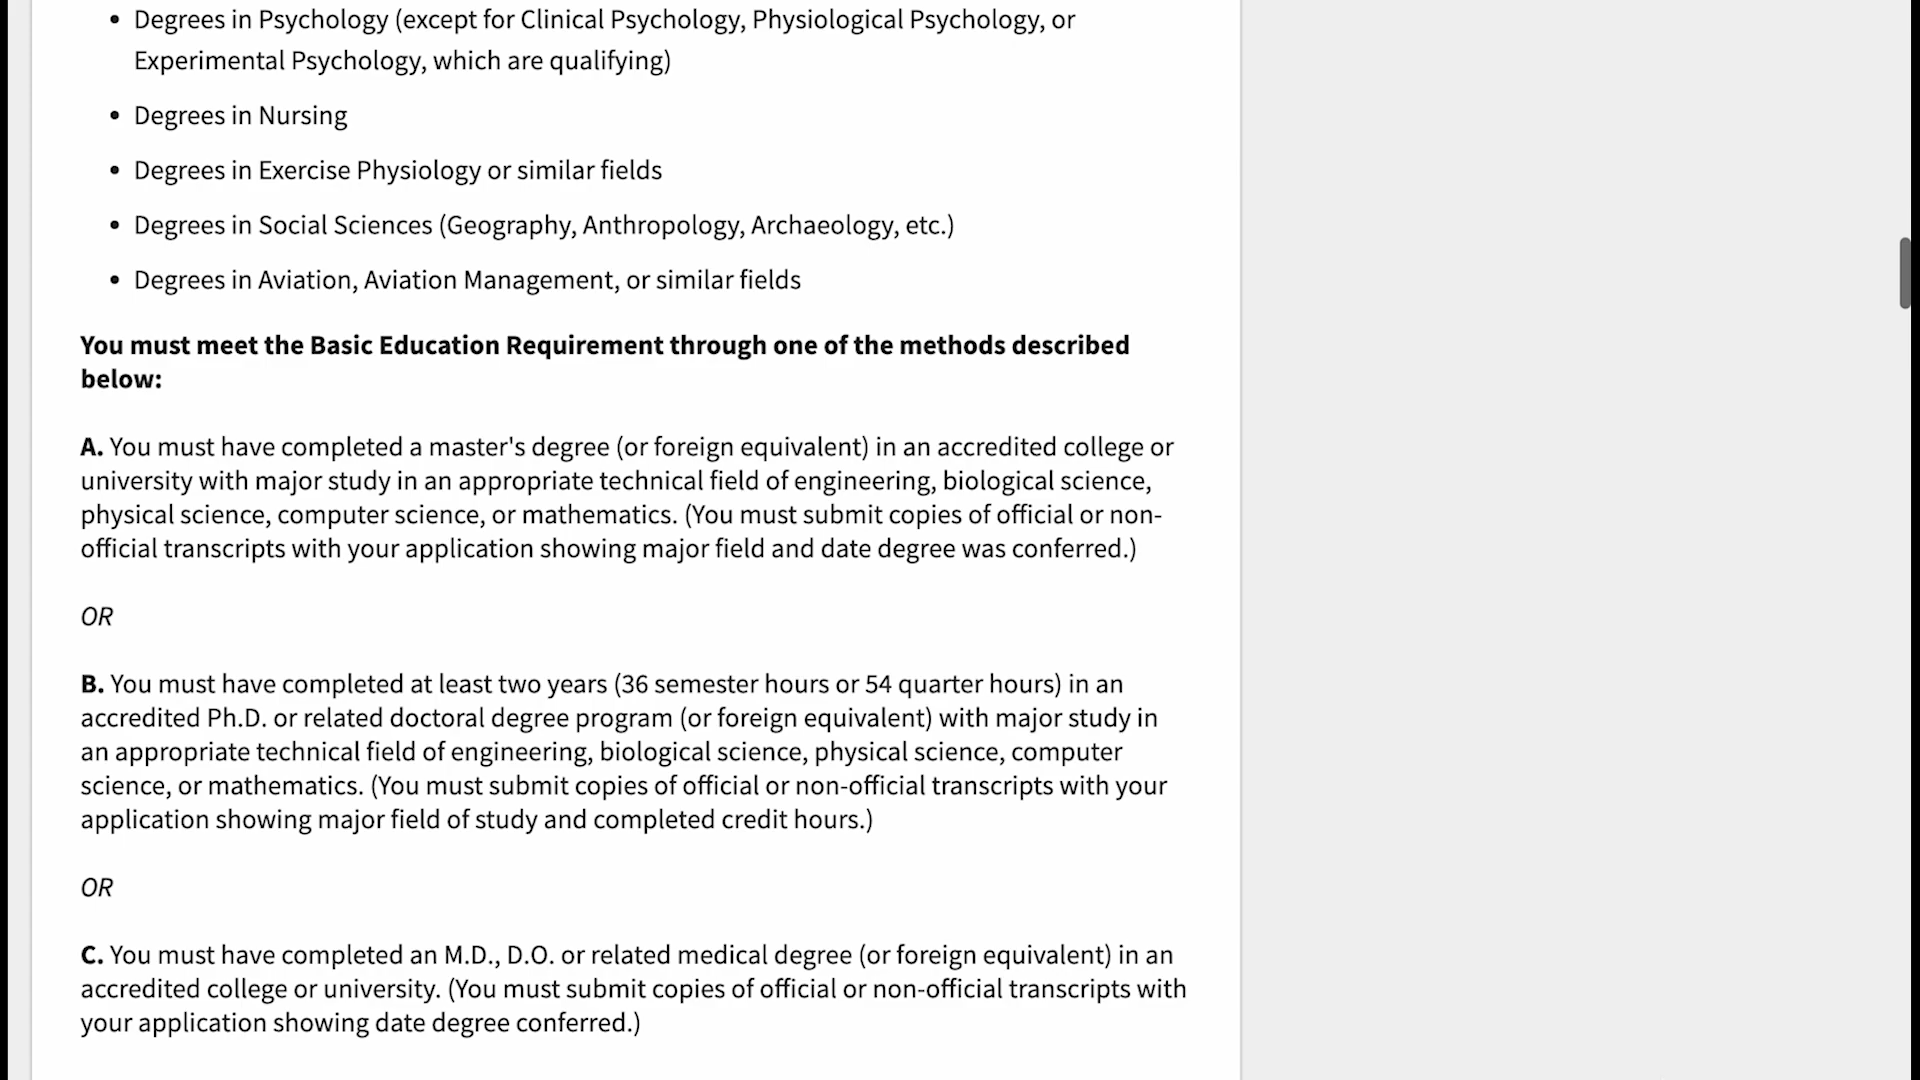 • Degrees in Psychology (except for Clinical Psychology, Physiological Psychology, or
Experimental Psychology, which are qualifying)
• Degrees in Nursing
• Degrees in Exercise Physiology or similar fields
• Degrees in Social Sciences (Geography, Anthropology, Archaeology, etc.)
• Degrees in Aviation, Aviation Management, or similar fields
You must meet the Basic Education Requirement through one of the methods described
below:
A. You must have completed a master's degree (or foreign equivalent) in an accredited college or
university with major study in an appropriate technical field of engineering, biological science,
physical science, computer science, or mathematics. (You must submit copies of official or non-
official transcripts with your application showing major field and date degree was conferred.)
OR
B. You must have completed at least two years (36 semester hours or 54 quarter hours) in an
accredited Ph.D. or related doctoral degree program (or foreign equivalent) with major study in
an appropriate technical field of engineering, biological science, physical science, computer
science, or mathematics. (You must submit copies of official or non-official transcripts with your
application showing major field of study and completed credit hours.)
OR
C. You must have completed an M.D., D.O. or related medical degree (or foreign equivalent) in an
accredited college or university. (You must submit copies of official or non-official transcripts with
your application showing date degree conferred.)